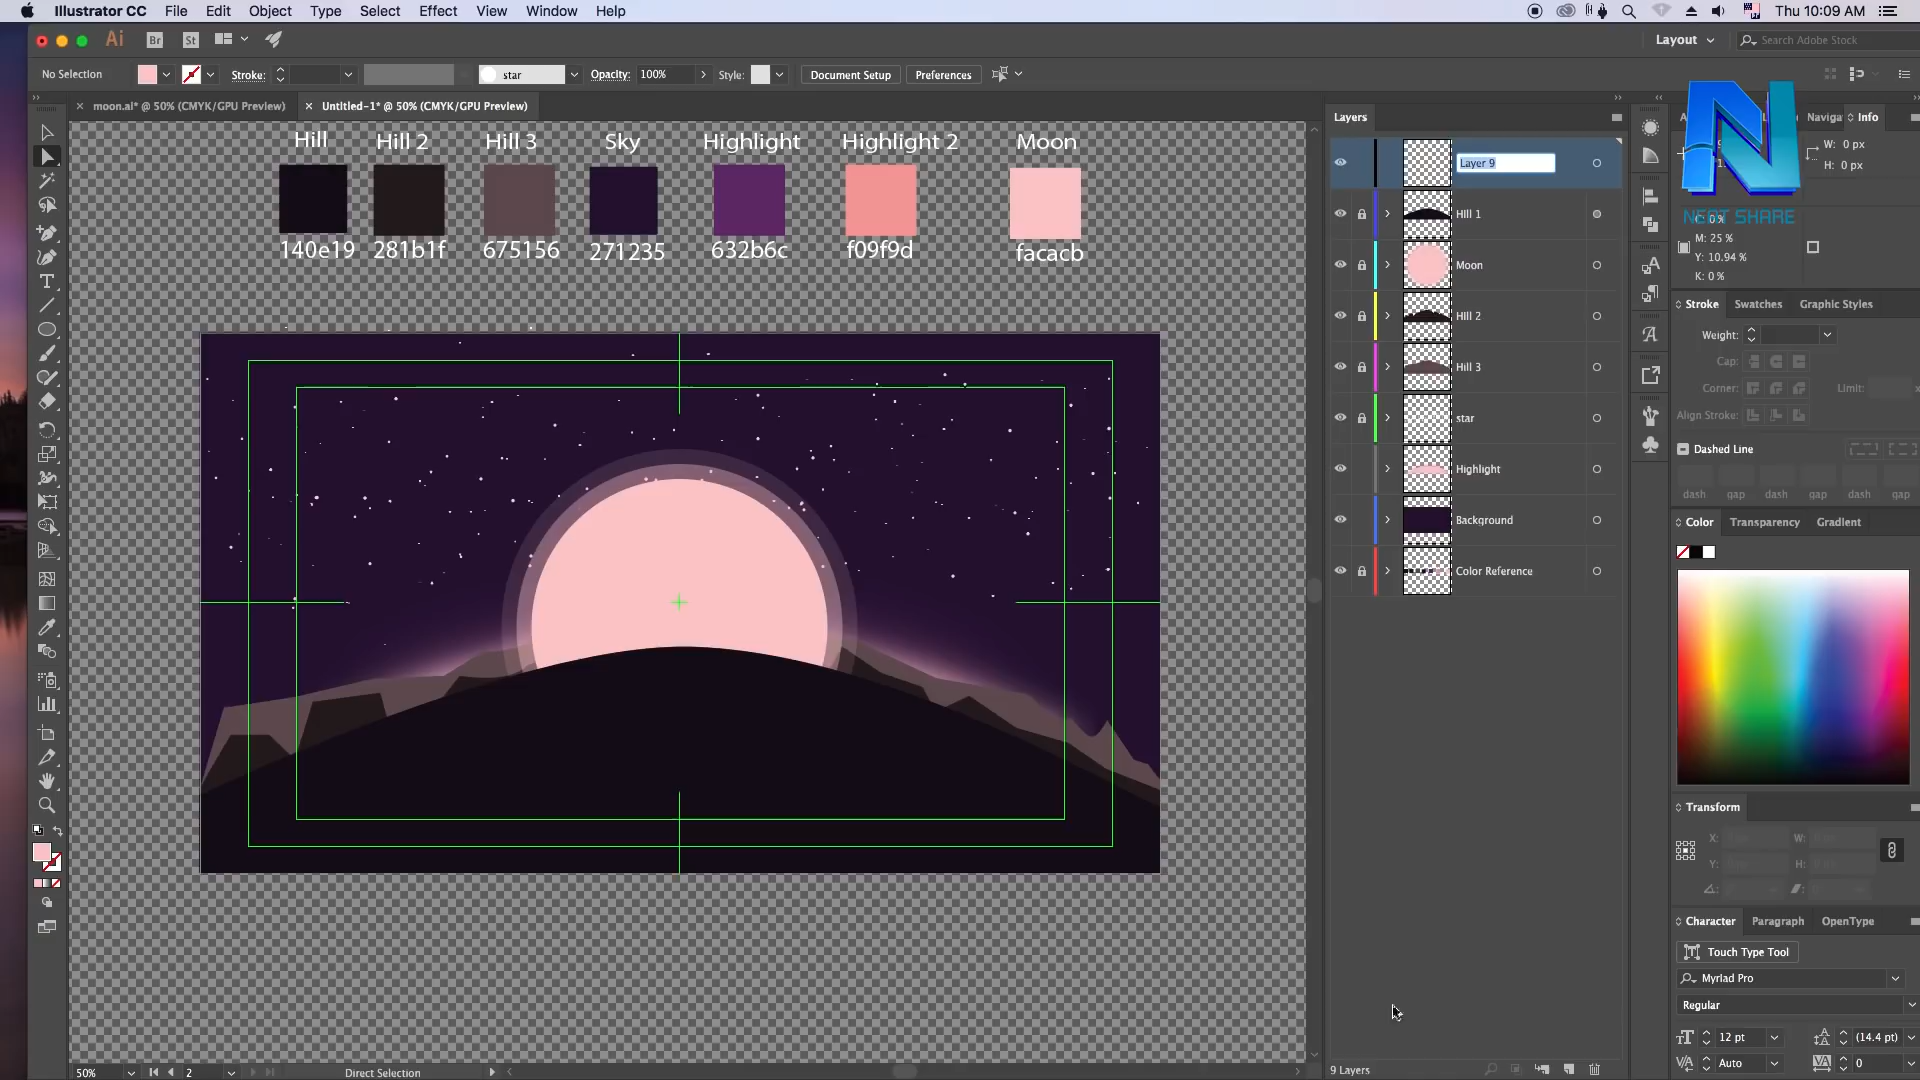 Illustrator CC File Edit Object Type Select Effect View Window Help Thu 10:09 AM
Ai Br St Layout Search Adobe Stock
No Selection Stroke: star Opacity: 100% Style: Document Setup Preferences
moon.ai* @ 50% (CMYK/GPU Preview) Untitled-1* @ 50% (CMYK/GPU Preview)
Layers
Naviga Info
Hill Hill 2 Hill 3 Sky Highlight Highlight 2 Moon
140e19 281b1f 675156 271235 632b6c f09f9d facacb
Layer 9
Hill 1
Moon
Hill 2
Hill 3
star
Highlight
Background
Color Reference
W: 0 px
H: 0 px
NEAT SHARE
C: 0 %
M: 25 %
Y: 10.94 %
K: 0 %
Stroke Swatches Graphic Styles
Weight:
Cap:
Corner: Limit:
Align Stroke:
Dashed Line
dash gap dash gap dash gap
Color Transparency Gradient
Transform
X: W:
Y: H:
Character Paragraph OpenType
Touch Type Tool
Myriad Pro
Regular
12 pt (14.4 pt)
Auto 0
50% 2 Direct Selection
9 Layers